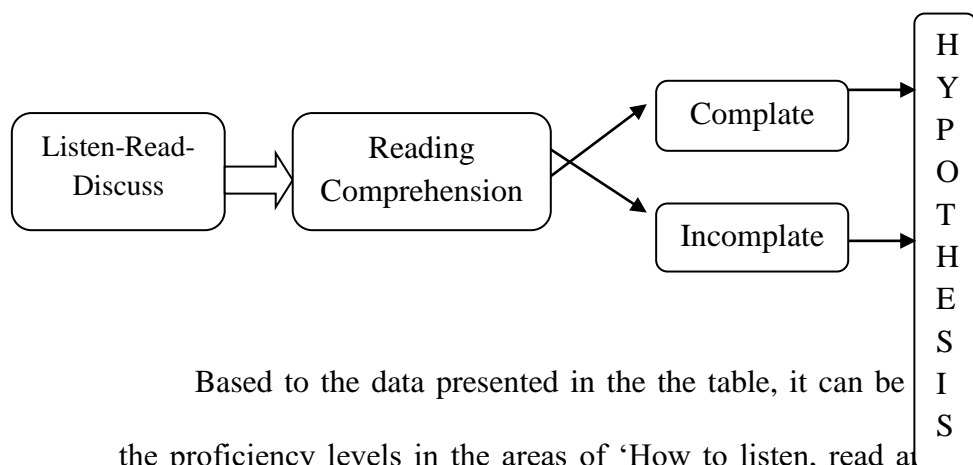 Listen-Read-
Discuss
Reading
Comprehension
Complate
Incomplate
H
Y
P
O
T
H
E
S
I
S
Based to the data presented in the the table, it can be
the proficiency levels in the areas of ‘How to listen, read